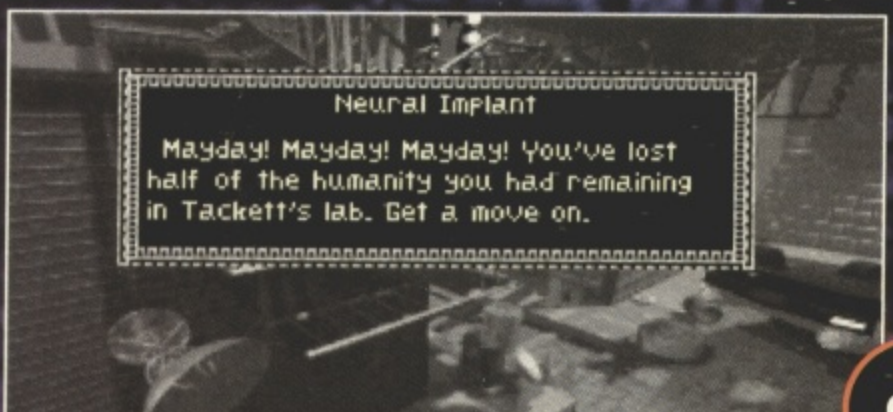 Neural Implant
Mayday! Mayday! Mayday! You've lost
half of the humanity you had remaining
in Tackett's lab. Get a move on.